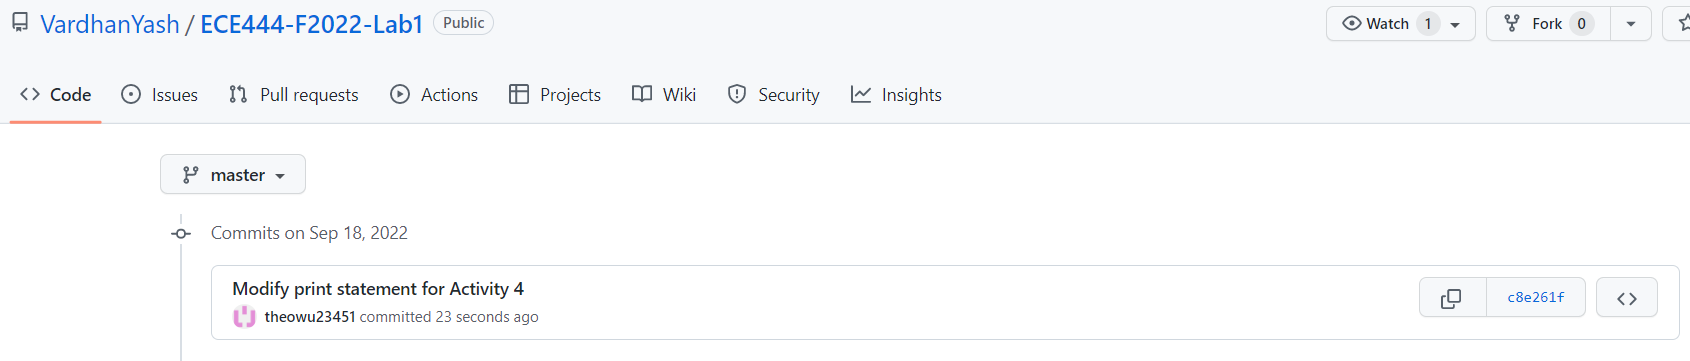 VardhanYash / ECE444-F2022-Lab1 Public Watch 1 Fork 0
Code Issues Pull requests Actions Projects Wiki Security Insights
master
Commits on Sep 18, 2022
Modify print statement for Activity 4
c8e261f
theowu23451 committed 23 seconds ago